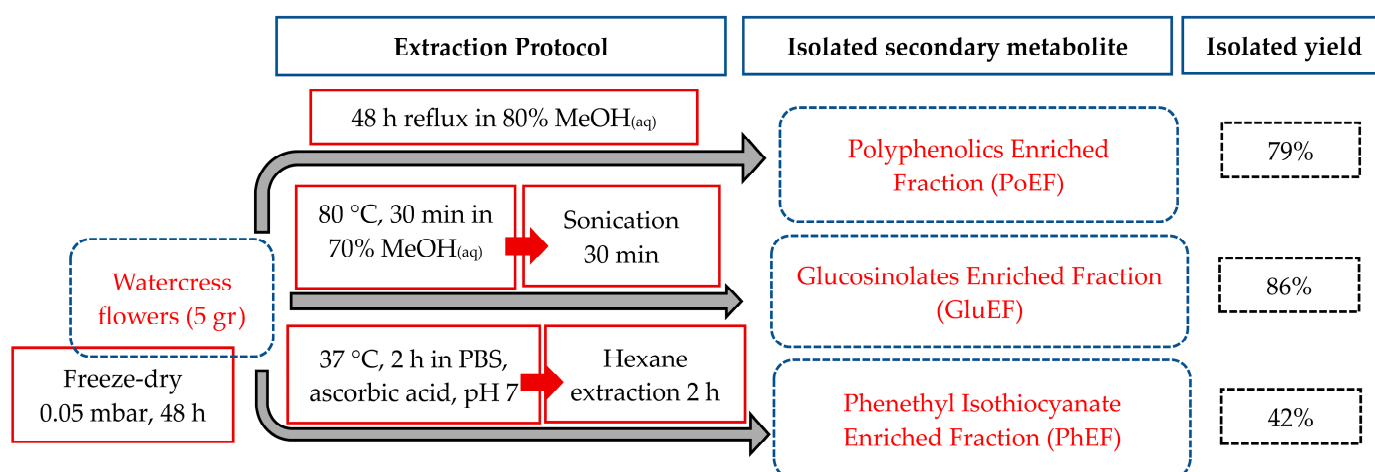 Extraction Protocol
Isolated secondary metabolite
Isolated yield
48 h reflux in 80% MeOH(aq)
Polyphenolics Enriched
Fraction (PoEF)
79%
80 °C, 30 min in
70% MeOH(aq)
Sonication
30 min
Watercress
flowers (5 gr)
Glucosinolates Enriched Fraction
(GluEF)
86%
Freeze-dry
0.05 mbar, 48 h
37 °C, 2 h in PBS,
ascorbic acid, pH 7
Hexane
extraction 2 h
Phenethyl Isothiocyanate
Enriched Fraction (PhEF)
42%